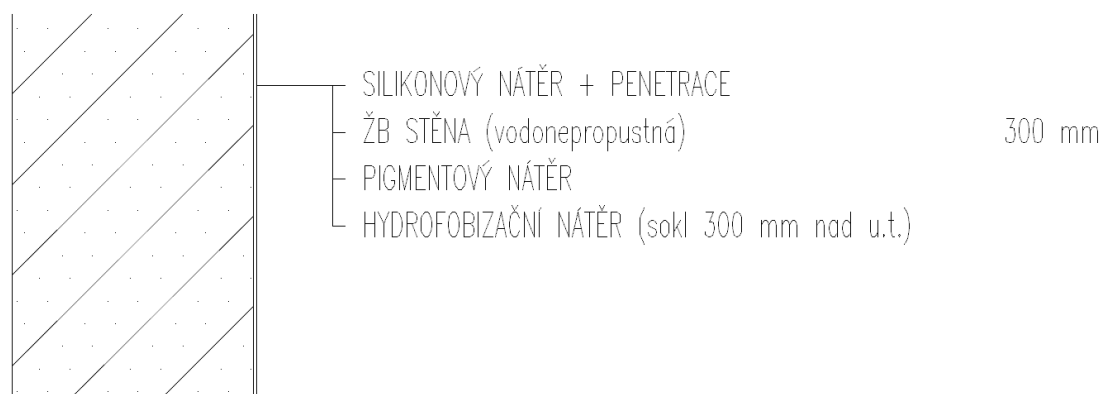 SILIKONOVÝ NÁTĚR + PENETRACE
ŽB STĚNA (vodonepropustná) 300 mm
PIGMENTOVÝ NÁTĚR
HYDROFOBIZAČNÍ NÁTĚR (sokl 300 mm nad u.t.)